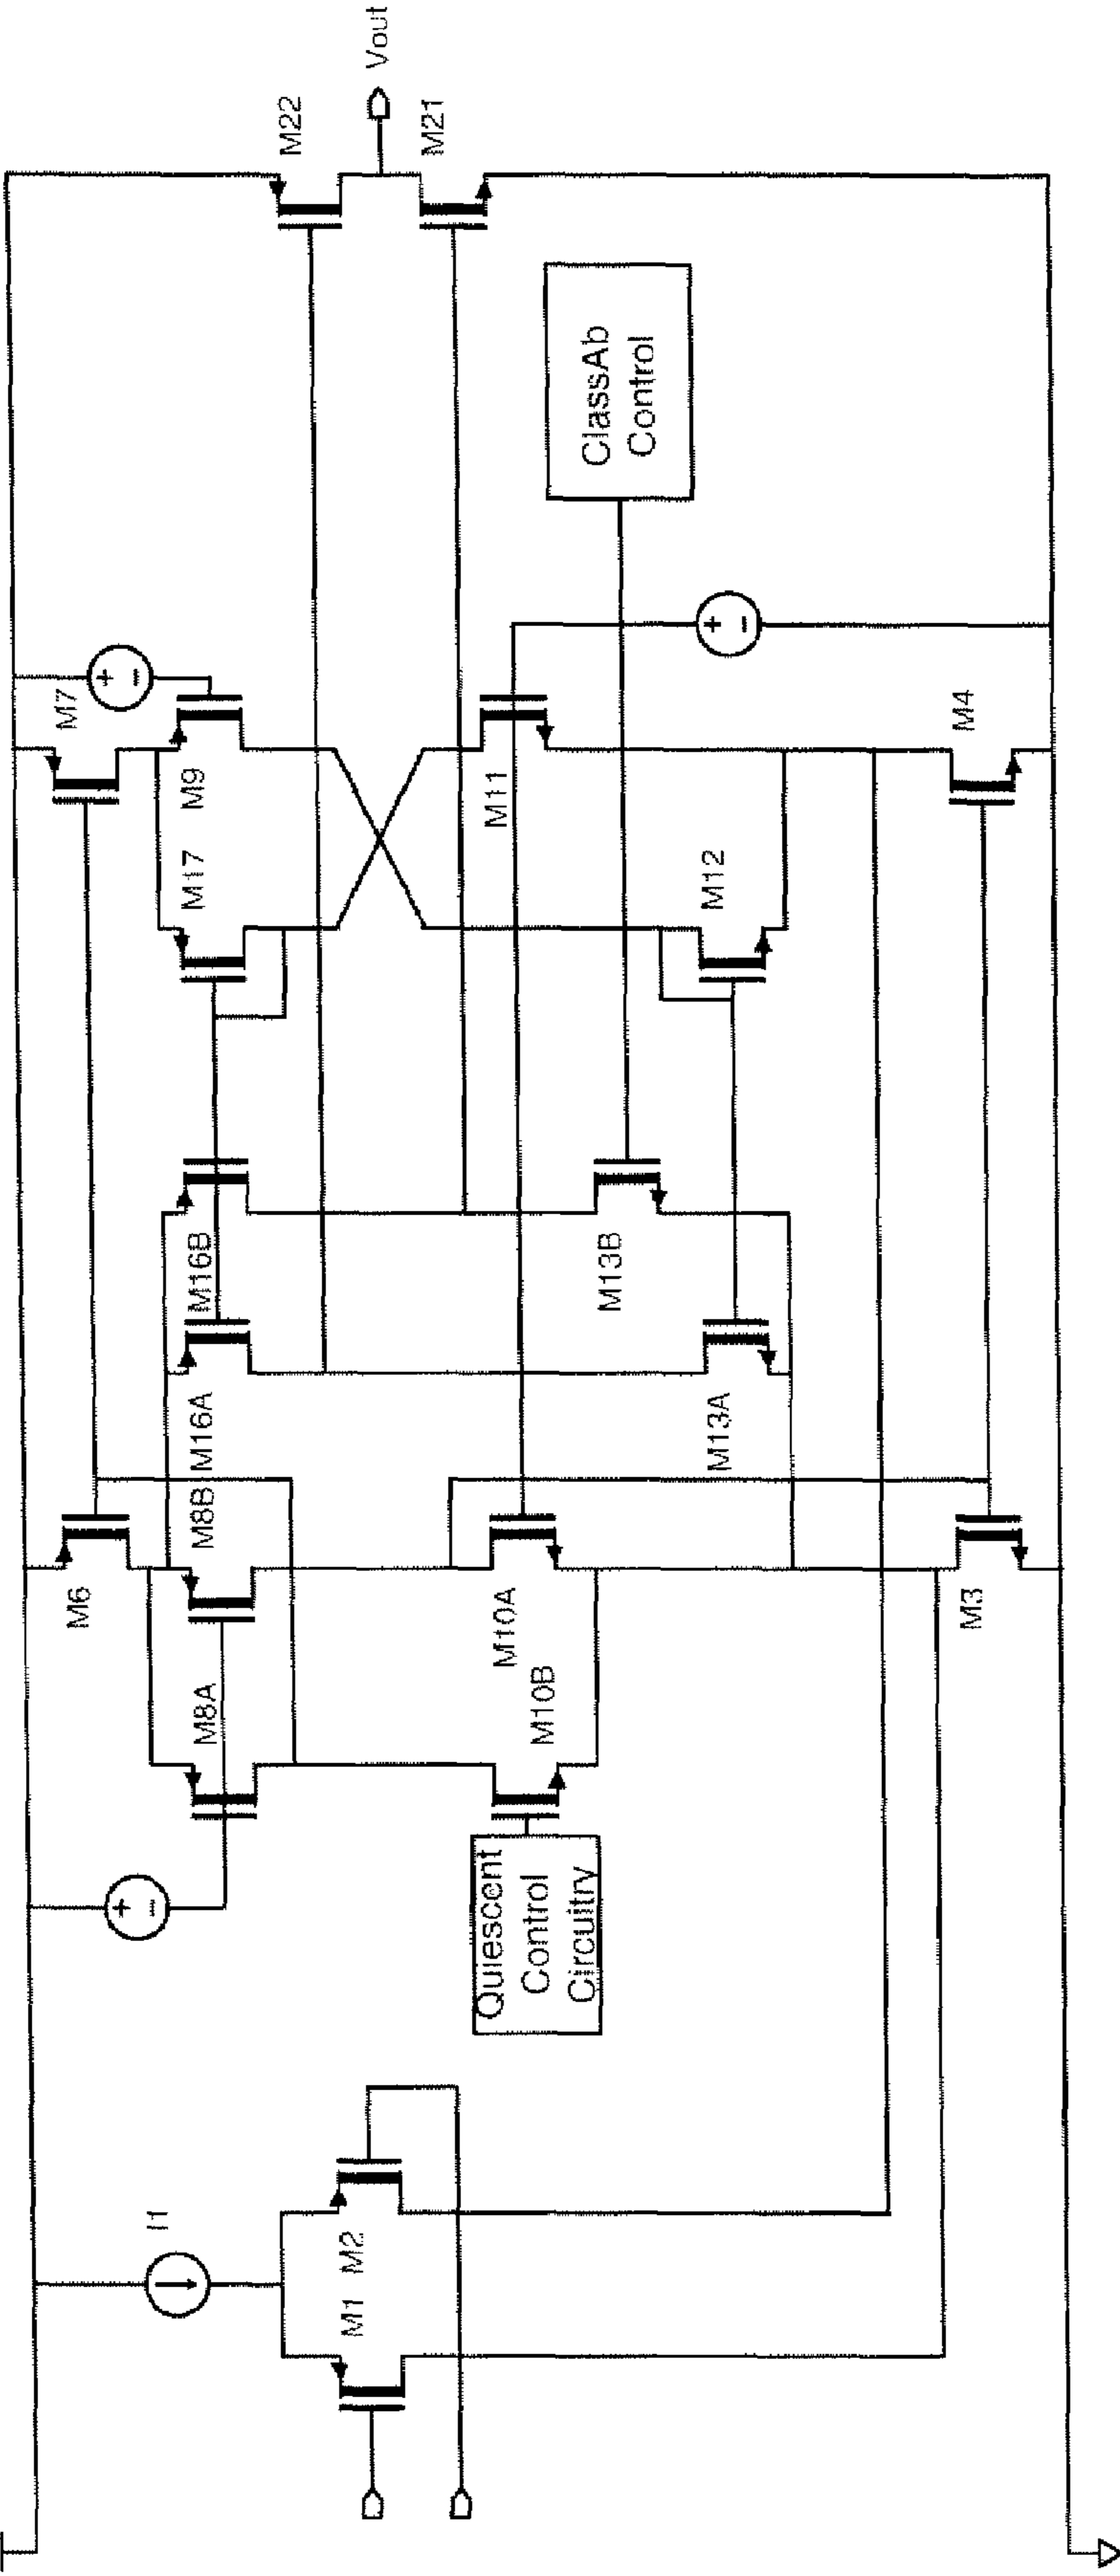 I1
M1
M2
Quiescent
Control
Circuitry
M8A
M10B
M6
M8B
M10A
M3
M16A
M13A
M16B
M13B
M17
M12
M7
M9
M11
M4
ClassAb
Control
M22
M21
Vout
+
−
+
−
+
−